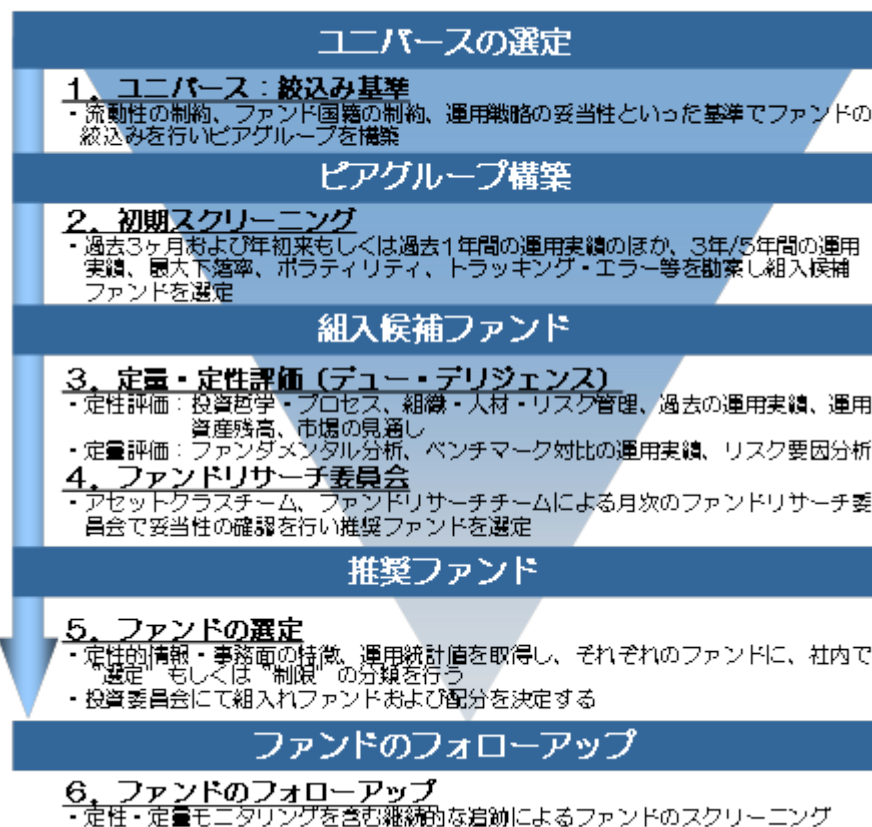 ユニバースの選定
1. ユニバース：絞込み基準
・流動性の制約、ファンド国籍の制約、運用戦略の妥当性といった基準でファンドの
絞込みを行いピアグループを構築
ピアグループ構築
2. 初期スクリーニング
・過去3ヶ月および年初来もしくは過去1年間の運用実績のほか、3年/5年間の運用
実績、最大下落率、ボラティリティ、トラッキング・エラー等を勘案し組入候補
ファンドを選定
組入候補ファンド
3. 定量・定性評価（デュー・デリジェンス）
・定性評価：投資哲学・プロセス、組織・人材・リスク管理、過去の運用実績、運用
資産残高、市場の見通し
・定量評価：ファンダメンタル分析、ベンチマーク対比の運用実績、リスク要因分析
4. ファンドリサーチ委員会
・アセットクラスチーム、ファンドリサーチチームによる月次のファンドリサーチ委
員会で妥当性の確認を行い推奨ファンドを選定
推奨ファンド
5. ファンドの選定
・定性的情報・事務面の特徴、運用統計値を取得し、それぞれのファンドに、社内で
"選定" もしくは "制限" の分類を行う
・投資委員会にて組入れファンドおよび配分を決定する
ファンドのフォローアップ
6. ファンドのフォローアップ
・定性・定量モニタリングを含む継続的な追跡によるファンドのスクリーニング